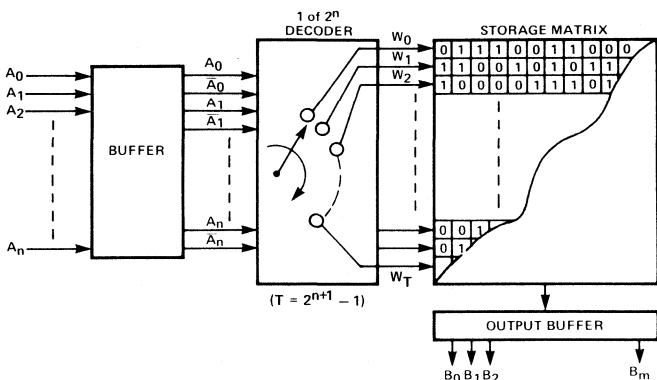 1 of 2ⁿ
DECODER
STORAGE MATRIX
A₀
A₁
A₂
Aₙ
BUFFER
A₀
A̅₀
A₁
A̅₁
Aₙ
A̅ₙ
W₀
W₁
W₂
W_T
(T = 2ⁿ⁺¹ − 1)
0 1 1 1 0 0 1 1 0 0 0
1 1 0 0 1 0 1 0 1 1
1 0 0 0 0 1 1 1 0 1
0 0 1
0 1
OUTPUT BUFFER
B₀ B₁ B₂ Bₘ